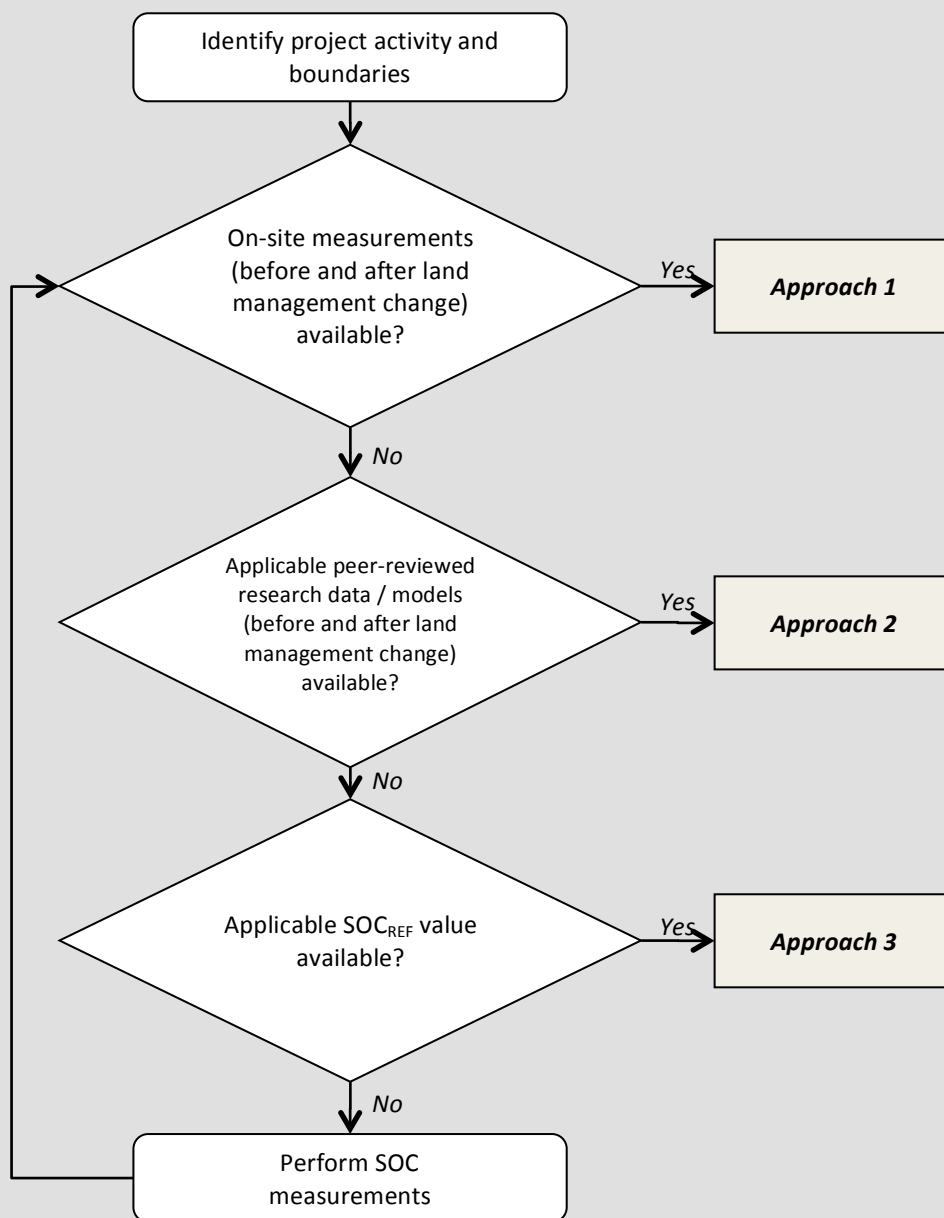 Identify project activity and
boundaries
On-site measurements
(before and after land
management change)
available?
Yes
Approach 1
No
Applicable peer-reviewed
research data / models
(before and after land
management change)
available?
Yes
Approach 2
No
Applicable SOCREF value
available?
Yes
Approach 3
No
Perform SOC
measurements